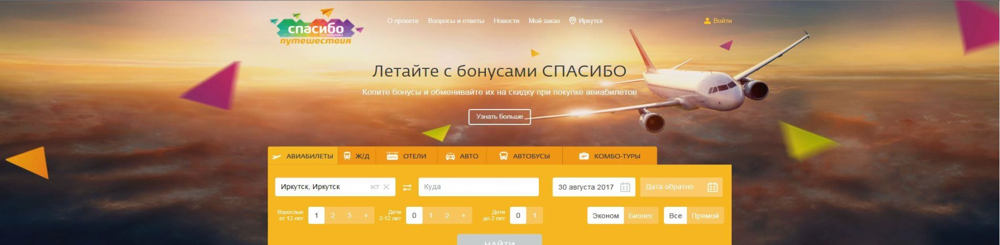 спасибо
ОТ СБЕРБАНКА
путешествия
О проекте Вопросы и ответы Новости Мой заказ Иркутск Войти
Летайте с бонусами СПАСИБО
Копите бонусы и обменивайте их на скидку при покупке авиабилетов
Узнать больше
АВИАБИЛЕТЫ Ж/Д HOTEL ОТЕЛИ АВТО АВТОБУСЫ КОМБО-ТУРЫ
Иркутск, Иркутск IKT Куда 30 августа 2017 Дата обратно
Взрослые от 12 лет 1 2 3 + Дети 2-12 лет 0 1 2 + Дети до 2 лет 0 1 Эконом Бизнес Все Прямой
НАЙТИ